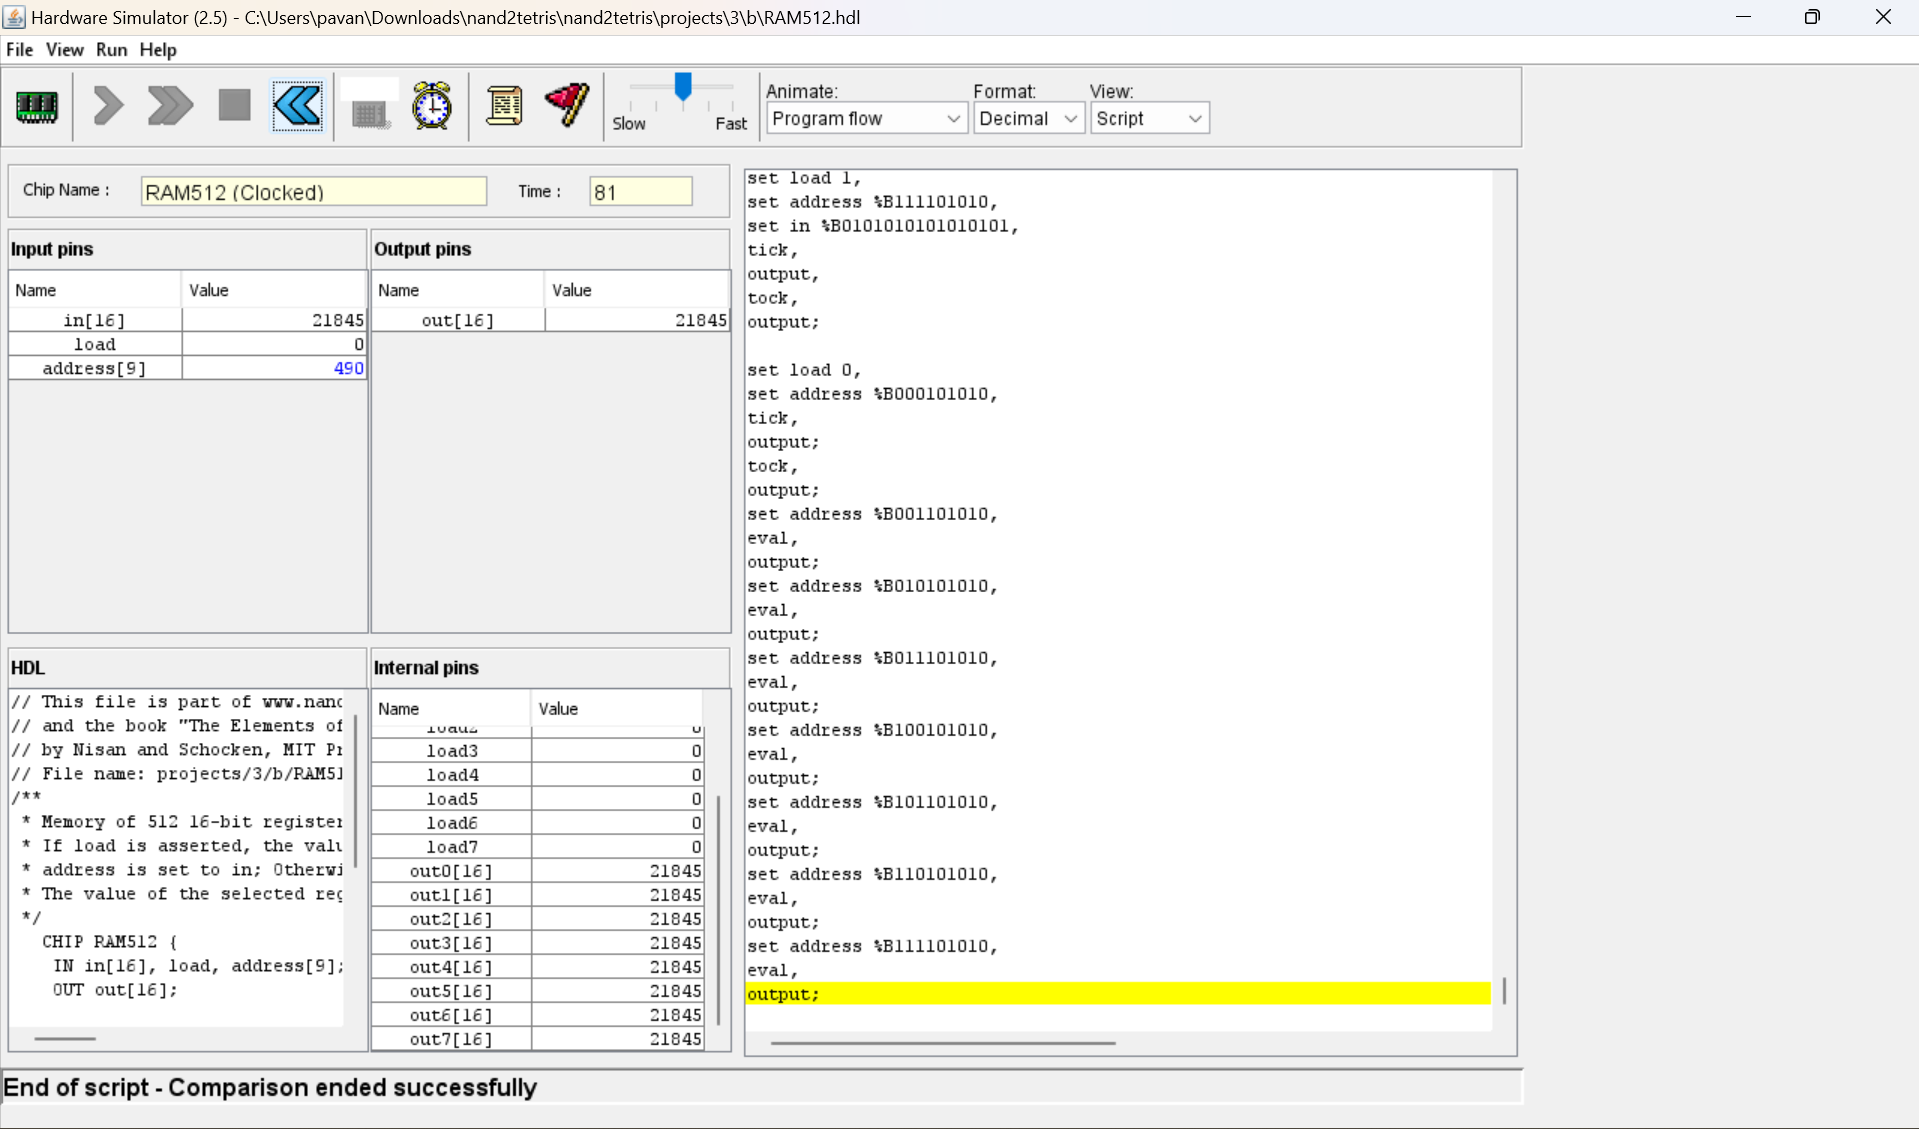 Hardware Simulator (2.5) - C:\Users\pavan\Downloads\nand2tetris\nand2tetris\projects\3\b\RAM512.hdl
File View Run Help
Slow Fast
Animate:
Program flow
Format:
Decimal
View:
Script
Chip Name :
RAM512 (Clocked)
Time :
81
Input pins
Name Value
in[16] 21845
load 0
address[9] 490
Output pins
Name Value
out[16] 21845
HDL
// This file is part of www.nand
// and the book "The Elements of
// by Nisan and Schocken, MIT Pr
// File name: projects/3/b/RAM51
/**
* Memory of 512 16-bit register
* If load is asserted, the valu
* address is set to in; Otherwi
* The value of the selected reg
*/
CHIP RAM512 {
IN in[16], load, address[9];
OUT out[16];
Internal pins
Name Value
load2 0
load3 0
load4 0
load5 0
load6 0
load7 0
out0[16] 21845
out1[16] 21845
out2[16] 21845
out3[16] 21845
out4[16] 21845
out5[16] 21845
out6[16] 21845
out7[16] 21845
set load 1,
set address %B111101010,
set in %B0101010101010101,
tick,
output,
tock,
output;
set load 0,
set address %B000101010,
tick,
output;
tock,
output;
set address %B001101010,
eval,
output;
set address %B010101010,
eval,
output;
set address %B011101010,
eval,
output;
set address %B100101010,
eval,
output;
set address %B101101010,
eval,
output;
set address %B110101010,
eval,
output;
set address %B111101010,
eval,
output;
End of script - Comparison ended successfully